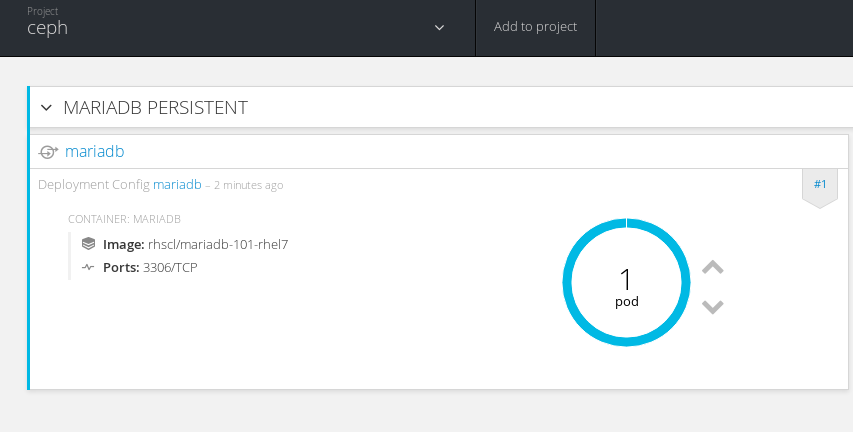 Project
ceph
Add to project
MARIADB PERSISTENT
mariadb
Deployment Config mariadb – 2 minutes ago
#1
CONTAINER: MARIADB
Image: rhscl/mariadb-101-rhel7
Ports: 3306/TCP
1
pod